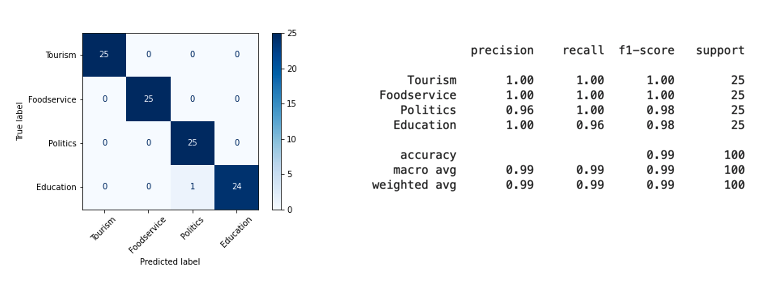 True label
Tourism 25 0 0 0
Foodservice 0 25 0 0
Politics 0 0 25 0
Education 0 0 1 24
Tourism Foodservice Politics Education
Predicted label
25
20
15
10
5
0
precision recall f1-score support
Tourism 1.00 1.00 1.00 25
Foodservice 1.00 1.00 1.00 25
Politics 0.96 1.00 0.98 25
Education 1.00 0.96 0.98 25
accuracy 0.99 100
macro avg 0.99 0.99 0.99 100
weighted avg 0.99 0.99 0.99 100